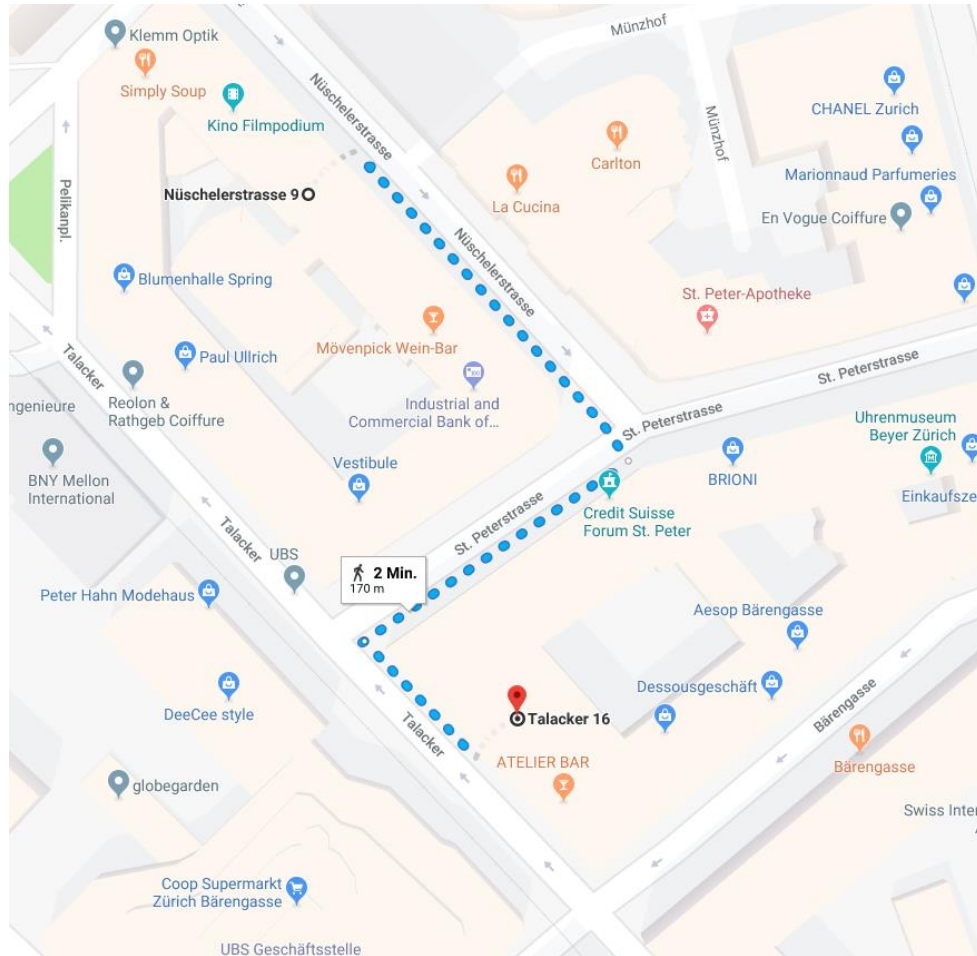 Klemm Optik
Simply Soup
Kino Filmpodium
Nüschelerstrasse
Münzhof
Münzhof
CHANEL Zurich
Marionnaud Parfumeries
En Vogue Coiffure
Carlton
La Cucina
Nüschelerstrasse 9
Pelikanpl.
Nüschelerstrasse
St. Peter-Apotheke
Blumenhalle Spring
Mövenpick Wein-Bar
Paul Ullrich
Talacker
Industrial and
Commercial Bank of...
St. Peterstrasse
St. Peterstrasse
Reolon &
Rathgeb Coiffure
ngenieure
BNY Mellon
International
Vestibule
Uhrenmuseum
Beyer Zürich
BRIONI
Einkaufsze
St. Peterstrasse
Credit Suisse
Forum St. Peter
Talacker
UBS
2 Min.
170 m
Peter Hahn Modehaus
Aesop Bärengasse
Dessousgeschäft
DeeCee style
Talacker 16
Talacker
Bärengasse
ATELIER BAR
Bärengasse
globegarden
Swiss Inter
Coop Supermarkt
Zürich Bärengasse
UBS Geschäftsstelle